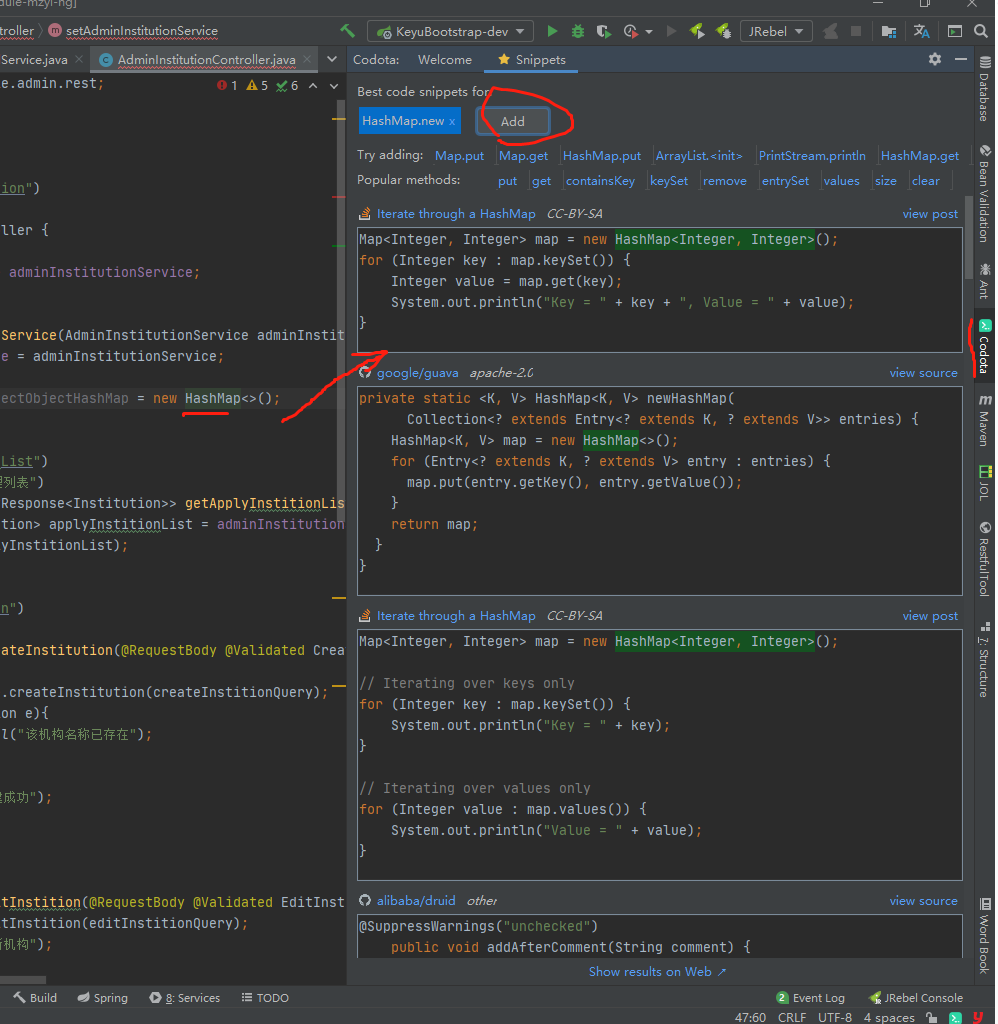 dule-mzyl-ng]
ntroller
setAdminInstitutionService
KeyuBootstrap-dev
JRebel
Service.java
AdminInstitutionController.java
Codota:
Welcome
Snippets
e.admin.rest;
1
5
6
ion")
ller {
adminInstitutionService;
Service(AdminInstitutionService adminInstit
e = adminInstitutionService;
ectObjectHashMap = new HashMap<>();
List")
理列表")
Response<Institution>> getApplyInstitionLis
tion> applyInstitionList = adminInstitution
yInstitionList);
n")
ateInstitution(@RequestBody @Validated Crea
.createInstitution(createInstitionQuery);
on e){
l("该机构名称已存在");
成功");
tInstition(@RequestBody @Validated EditInst
tInstition(editInstitionQuery);
机构");
Best code snippets for:
HashMap.new x
Add
Try adding:
Map.put
Map.get
HashMap.put
ArrayList.<init>
PrintStream.println
HashMap.get
Popular methods:
put
get
containsKey
keySet
remove
entrySet
values
size
clear
Iterate through a HashMap
CC-BY-SA
view post
Map<Integer, Integer> map = new HashMap<Integer, Integer>();
for (Integer key : map.keySet()) {
Integer value = map.get(key);
System.out.println("Key = " + key + ", Value = " + value);
}
google/guava
apache-2.0
view source
private static <K, V> HashMap<K, V> newHashMap(
Collection<? extends Entry<? extends K, ? extends V>> entries) {
HashMap<K, V> map = new HashMap<>();
for (Entry<? extends K, ? extends V> entry : entries) {
map.put(entry.getKey(), entry.getValue());
}
return map;
}
}
Iterate through a HashMap
CC-BY-SA
view post
Map<Integer, Integer> map = new HashMap<Integer, Integer>();
// Iterating over keys only
for (Integer key : map.keySet()) {
System.out.println("Key = " + key);
}
// Iterating over values only
for (Integer value : map.values()) {
System.out.println("Value = " + value);
}
alibaba/druid
other
view source
@SuppressWarnings("unchecked")
public void addAfterComment(String comment) {
Show results on Web ↗
Database
Bean Validation
Ant
Codota
Maven
JOL
RestfulTool
7: Structure
Word Book
Build
Spring
8: Services
TODO
2
Event Log
JRebel Console
47:60
CRLF
UTF-8
4 spaces